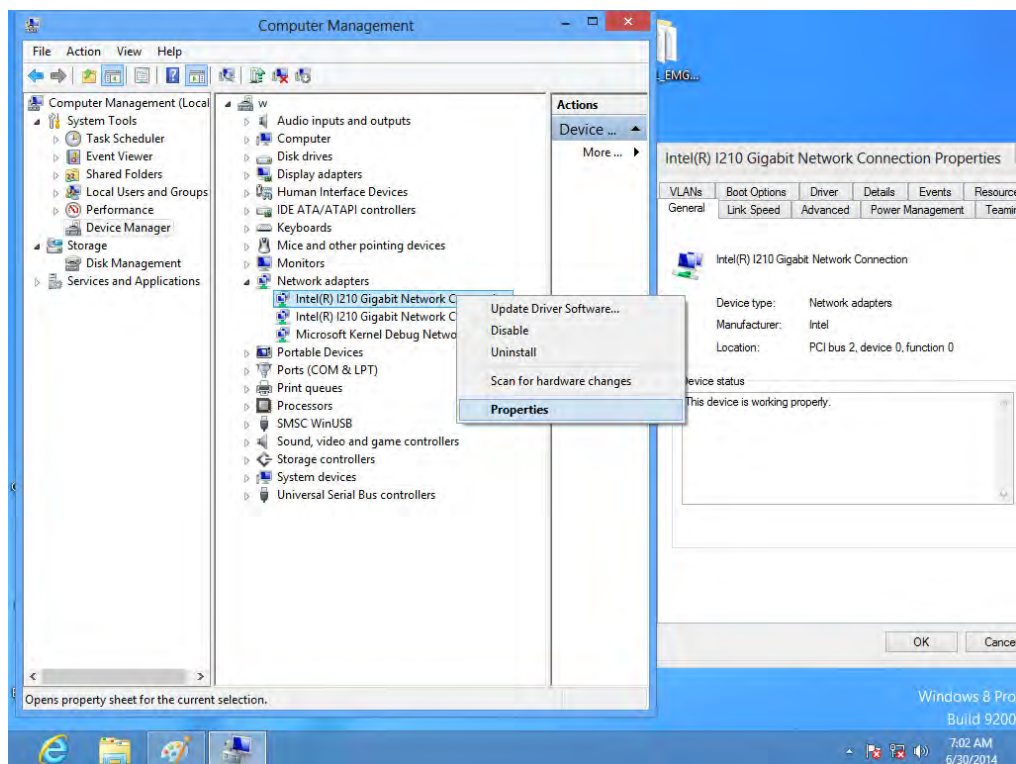 Computer Management
File Action View Help
Computer Management (Local
System Tools
Task Scheduler
Event Viewer
Shared Folders
Local Users and Groups
Performance
Device Manager
Storage
Disk Management
Services and Applications
w
Audio inputs and outputs
Computer
Disk drives
Display adapters
Human Interface Devices
IDE ATA/ATAPI controllers
Keyboards
Mice and other pointing devices
Monitors
Network adapters
Intel(R) I210 Gigabit Network C
Intel(R) I210 Gigabit Network C
Microsoft Kernel Debug Netwo
Portable Devices
Ports (COM & LPT)
Print queues
Processors
SMSC WinUSB
Sound, video and game controllers
Storage controllers
System devices
Universal Serial Bus controllers
Actions
Device ...
More ...
Update Driver Software...
Disable
Uninstall
Scan for hardware changes
Properties
Opens property sheet for the current selection.
_EMG...
Intel(R) I210 Gigabit Network Connection Properties
VLANs Boot Options Driver Details Events Resource
General Link Speed Advanced Power Management Teami
Intel(R) I210 Gigabit Network Connection
Device type: Network adapters
Manufacturer: Intel
Location: PCI bus 2, device 0, function 0
evice status
This device is working properly.
OK Cance
Windows 8 Pro
Build 9200
7:02 AM
6/30/2014